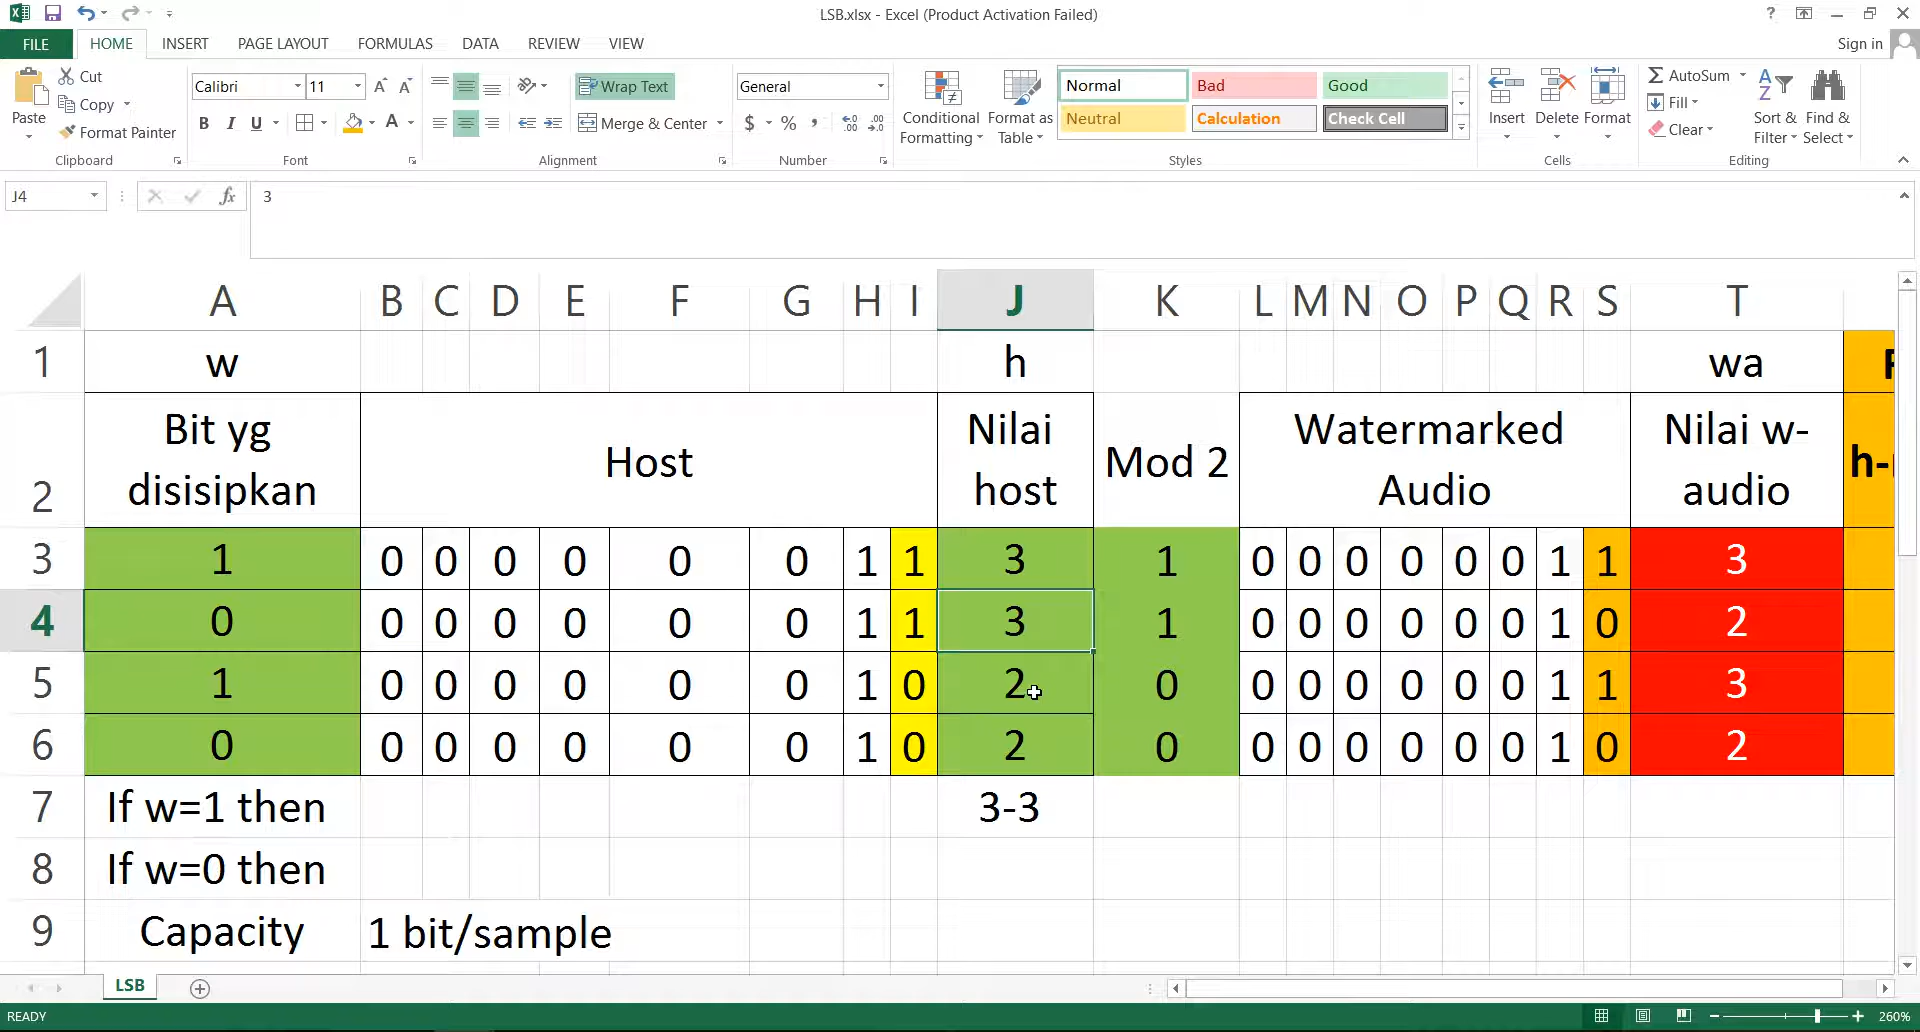 LSB.xlsx - Excel (Product Activation Failed)
FILE HOME INSERT PAGE LAYOUT FORMULAS DATA REVIEW VIEW Sign in
Paste
Cut
Copy
Format Painter
Clipboard
Calibri 11
B I U
Font
Wrap Text
Merge & Center
Alignment
General
$ % ,
Number
Conditional Formatting
Format as Table
Normal Bad Good
Neutral Calculation Check Cell
Styles
Insert Delete Format
Cells
AutoSum
Fill
Clear
Sort & Filter
Find & Select
Editing
J4 fx 3
A B C D E F G H I J K L M N O P Q R S T
1 w h wa
2 Bit yg disisipkan Host Nilai host Mod 2 Watermarked Audio Nilai w-audio
3 1 0 0 0 0 0 0 1 1 3 1 0 0 0 0 0 0 1 1 3
4 0 0 0 0 0 0 0 1 1 3 1 0 0 0 0 0 0 1 0 2
5 1 0 0 0 0 0 0 1 0 2 0 0 0 0 0 0 0 1 1 3
6 0 0 0 0 0 0 0 1 0 2 0 0 0 0 0 0 0 1 0 2
7 If w=1 then 3-3
8 If w=0 then
9 Capacity 1 bit/sample
LSB
READY 260%